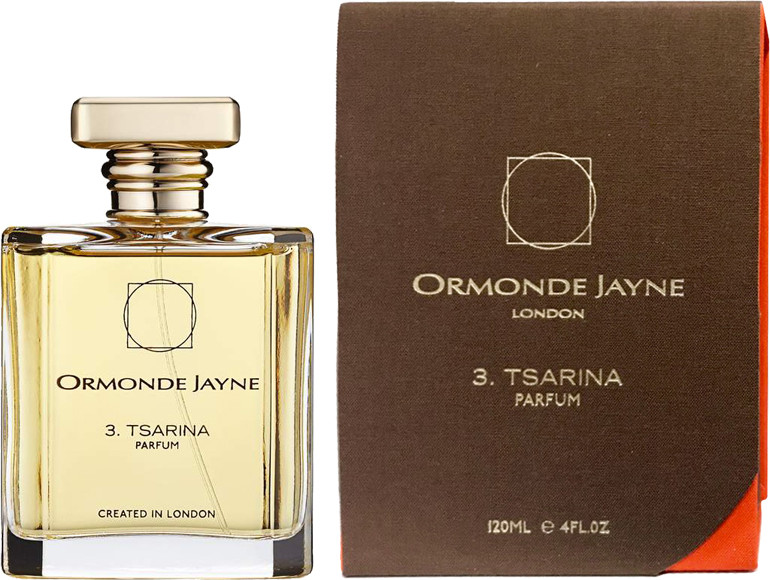 ORMONDE JAYNE
3. TSARINA
PARFUM
CREATED IN LONDON
ORMONDE JAYNE
LONDON
3. TSARINA
PARFUM
120ML ℮ 4FL.OZ